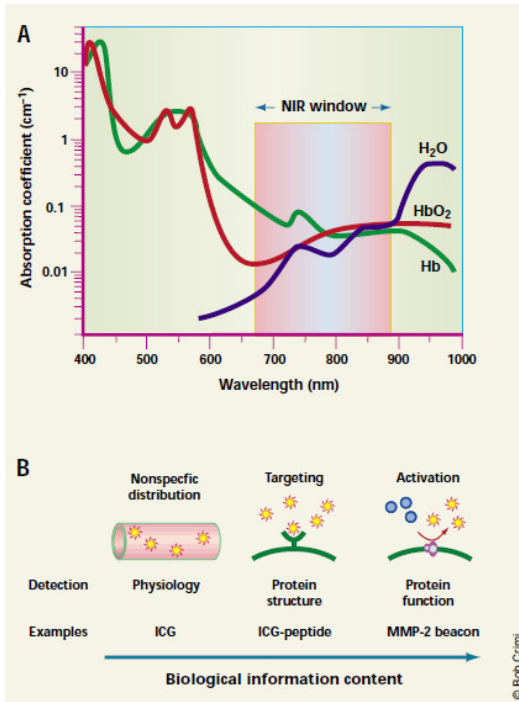 A
NIR window
Absorption coefficient (cm⁻¹)
10
1
0.1
0.01
H₂O
HbO₂
Hb
400 500 600 700 800 900 1000
Wavelength (nm)
B
Nonspecfic distribution
Targeting
Activation
Detection
Physiology
Protein structure
Protein function
Examples
ICG
ICG-peptide
MMP-2 beacon
Biological information content
© Bob Crimi